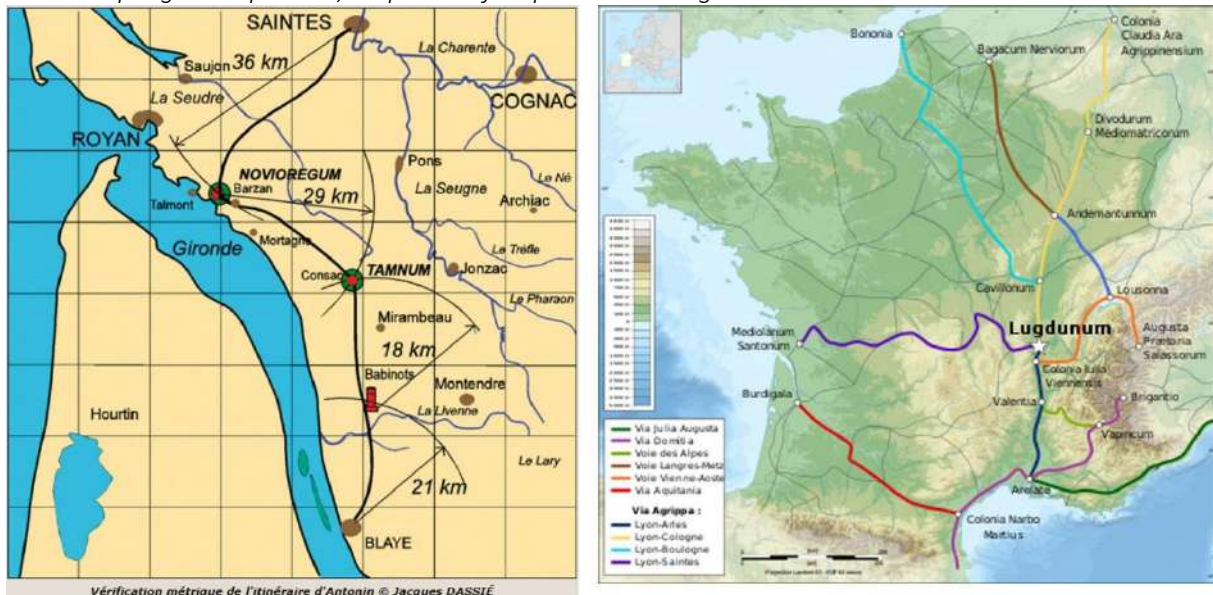 SAINTES
La Charente
36 km
Saujon
La Seudre
COGNAC
ROYAN
Pons
NOVIOREGUM
Le Né
Barzan
La Seugne
29 km
Archiac
Talmont
Mortagne
Le Trèfle
Gironde
TAMNUM
Jonzac
Consac
Le Pharaon
Mirambeau
18 km
Babinots
Montendre
Hourtin
La Livenne
Le Lary
21 km
BLAYE
Vérification métrique de l'itinéraire d'Antonin © Jacques DASSIÉ
Colonia
Claudia Ara
Agrippinensium
Bononia
Bagacum Nerviorum
Divodurum
Mediomatricorum
Andemantunnum
Cavillonum
Lousonna
Lugdunum
Mediolanum
Santonum
Augusta
Prætoria
Salassorum
Colonia Julia
Viennensis
Burdigala
Valentia
Brigantio
Vapincum
Via Julia Augusta
Via Domitia
Voie des Alpes
Voie Langres-Metz
Voie Vienne-Aoste
Via Aquitania
Arelate
Via Agrippa :
Colonia Narbo
Martius
Lyon-Arles
Lyon-Cologne
Lyon-Boulogne
Lyon-Saintes